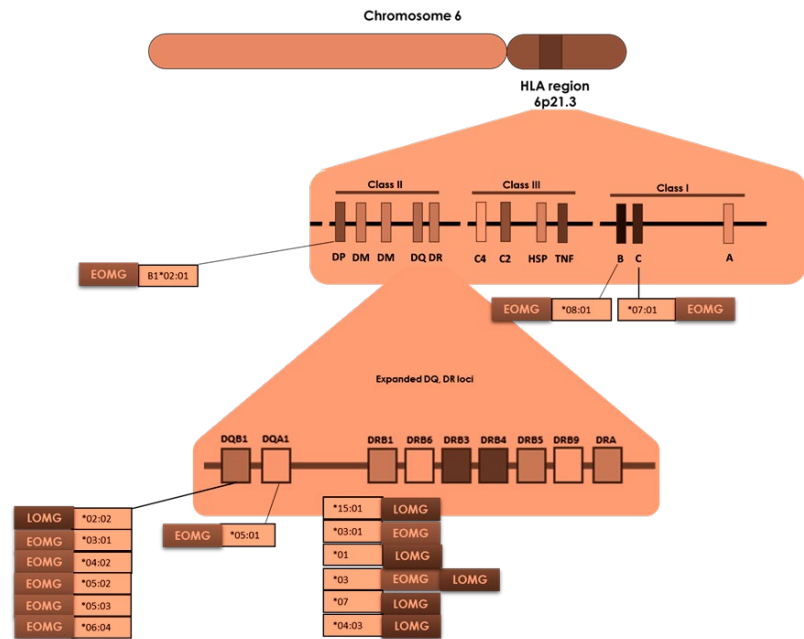 Chromosome 6
HLA region
6p21.3
Class II
Class III
Class I
DP DM DM DQ DR C4 C2 HSP TNF B C A
EOMG B1*02:01
EOMG *08:01 *07:01 EOMG
Expanded DQ, DR loci
DQB1 DQA1 DRB1 DRB6 DRB3 DRB4 DRB5 DRB9 DRA
LOMG *02:02
EOMG *03:01
EOMG *04:02
EOMG *05:02
EOMG *05:03
EOMG *06:04
EOMG *05:01
*15:01 LOMG
*03:01 EOMG
*01 LOMG
*03 EOMG LOMG
*07 LOMG
*04:03 LOMG